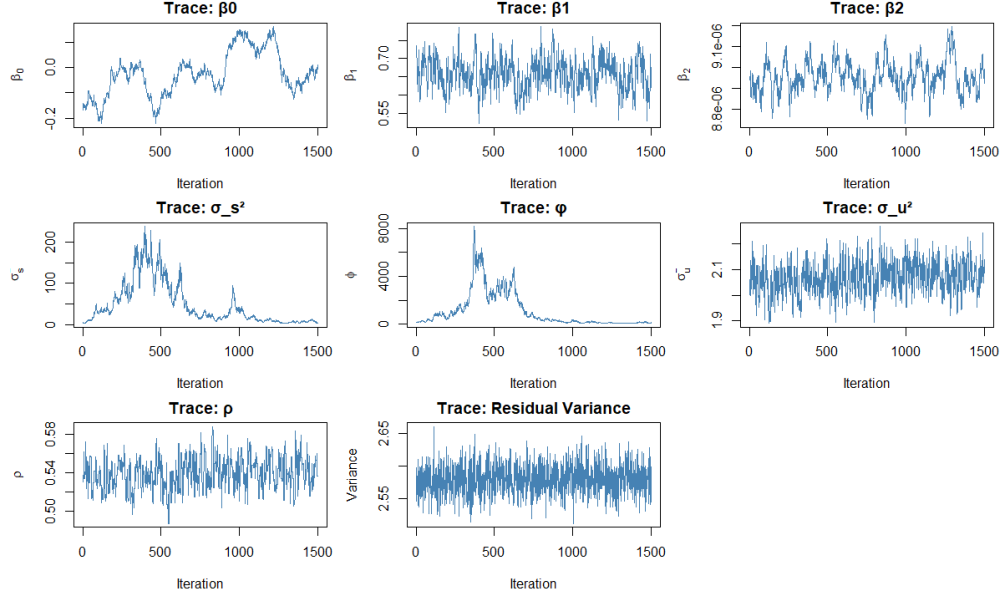 Trace: β0
Trace: β1
Trace: β2
β₀
0.0
-0.2
0 500 1000 1500
Iteration
β₁
0.70
0.55
0 500 1000 1500
Iteration
β₂
9.1e-06
8.8e-06
0 500 1000 1500
Iteration
Trace: σ_s²
Trace: φ
Trace: σ_u²
σₛ
200
100
50
0
0 500 1000 1500
Iteration
φ
8000
4000
0
0 500 1000 1500
Iteration
2.1
1.9
0 500 1000 1500
Iteration
Trace: ρ
Trace: Residual Variance
ρ
0.58
0.54
0.50
0 500 1000 1500
Iteration
Variance
2.65
2.55
0 500 1000 1500
Iteration